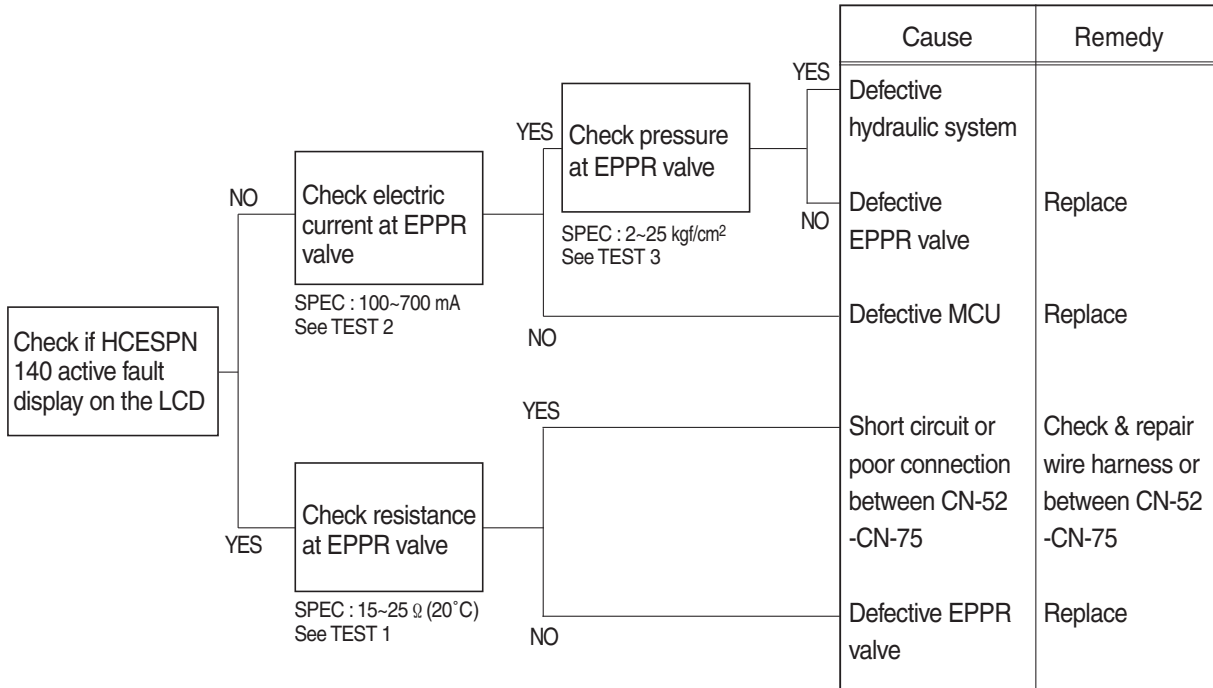 Cause
Remedy
YES
Defective
hydraulic system
YES
Check pressure
at EPPR valve
NO
Check electric
current at EPPR
valve
NO
Defective
EPPR valve
Replace
SPEC : 2~25 kgf/cm²
See TEST 3
SPEC : 100~700 mA
See TEST 2
Defective MCU
Replace
NO
Check if HCESPN
140 active fault
display on the LCD
YES
Short circuit or
poor connection
between CN-52
-CN-75
Check & repair
wire harness or
between CN-52
-CN-75
Check resistance
at EPPR valve
YES
SPEC : 15~25 Ω (20°C)
See TEST 1
NO
Defective EPPR
valve
Replace